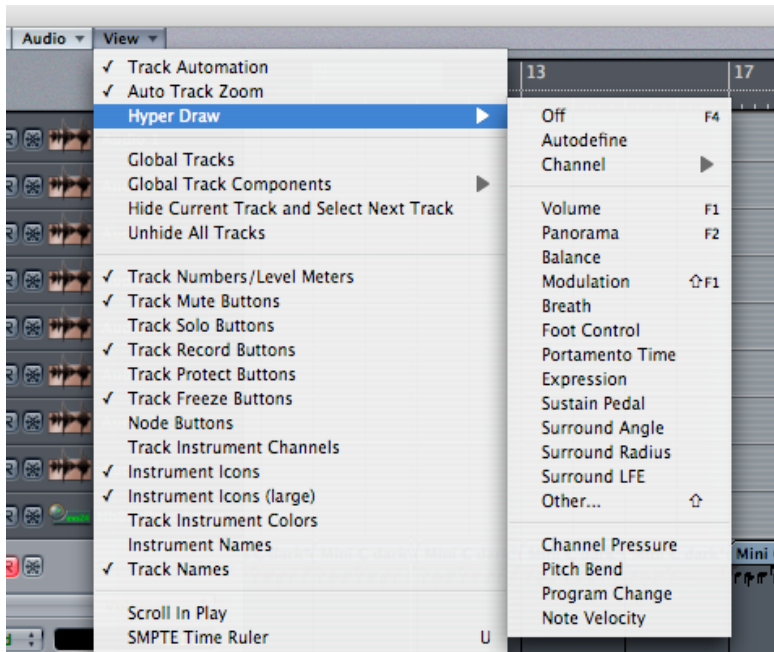 Audio View
13 17
✓ Track Automation
✓ Auto Track Zoom
Hyper Draw
Global Tracks
Global Track Components
Hide Current Track and Select Next Track
Unhide All Tracks
✓ Track Numbers/Level Meters
✓ Track Mute Buttons
Track Solo Buttons
✓ Track Record Buttons
Track Protect Buttons
✓ Track Freeze Buttons
Node Buttons
Track Instrument Channels
✓ Instrument Icons
✓ Instrument Icons (large)
Track Instrument Colors
Instrument Names
✓ Track Names
Scroll In Play
SMPTE Time Ruler U
Off F4
Autodefine
Channel
Volume F1
Panorama F2
Balance
Modulation ⇧F1
Breath
Foot Control
Portamento Time
Expression
Sustain Pedal
Surround Angle
Surround Radius
Surround LFE
Other... ⇧
Channel Pressure
Pitch Bend
Program Change
Note Velocity
Mini